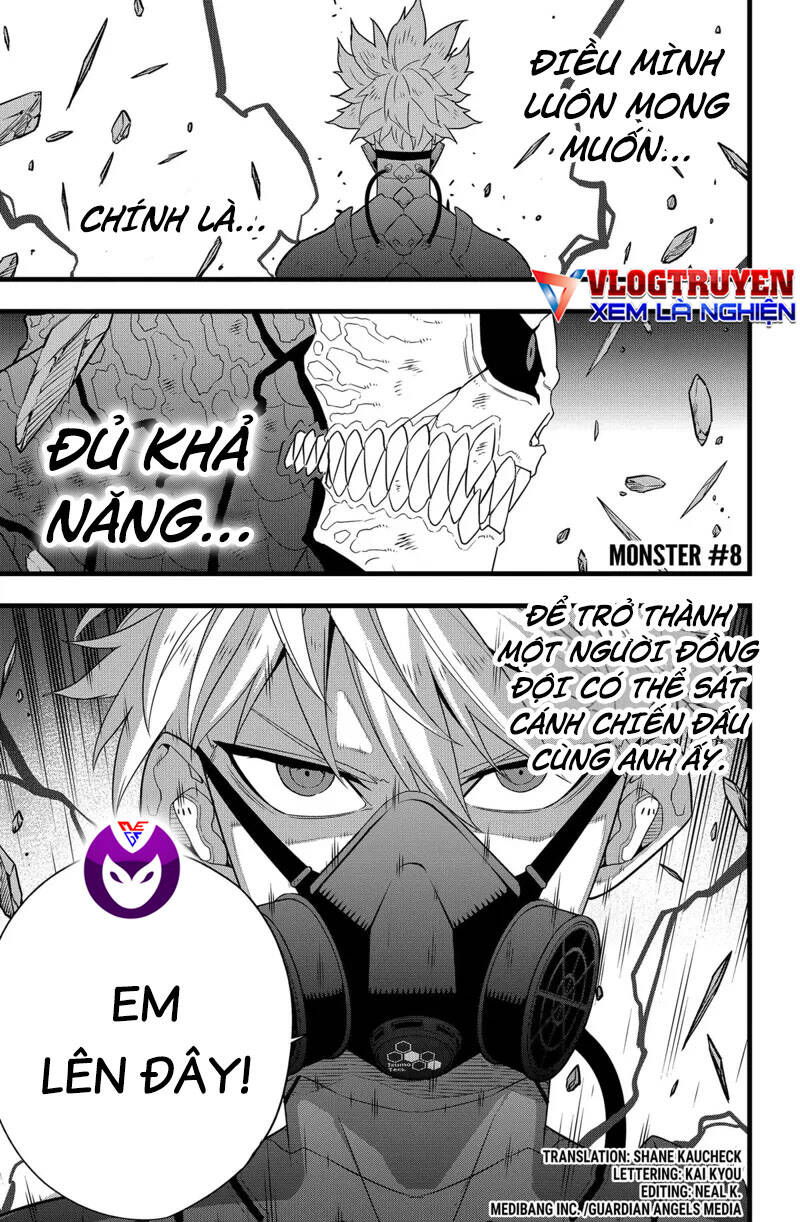 ĐIỀU MÌNH
LUÔN MONG
MUỐN...
CHÍNH LÀ...
VLOGTRUYEN
XEM LÀ NGHIỆN
ĐỦ KHẢ
NĂNG...
MONSTER #8
ĐỂ TRỞ THÀNH
MỘT NGƯỜI ĐỒNG
ĐỘI CÓ THỂ SÁT
CÁNH CHIẾN ĐẤU
CÙNG ANH ẤY.
EM
LÊN ĐÂY!
Izumo
Tech.
TRANSLATION: SHANE KAUCHECK
LETTERING: KAI KYOU
EDITING: NEAL K.
MEDIBANG INC. /GUARDIAN ANGELS MEDIA